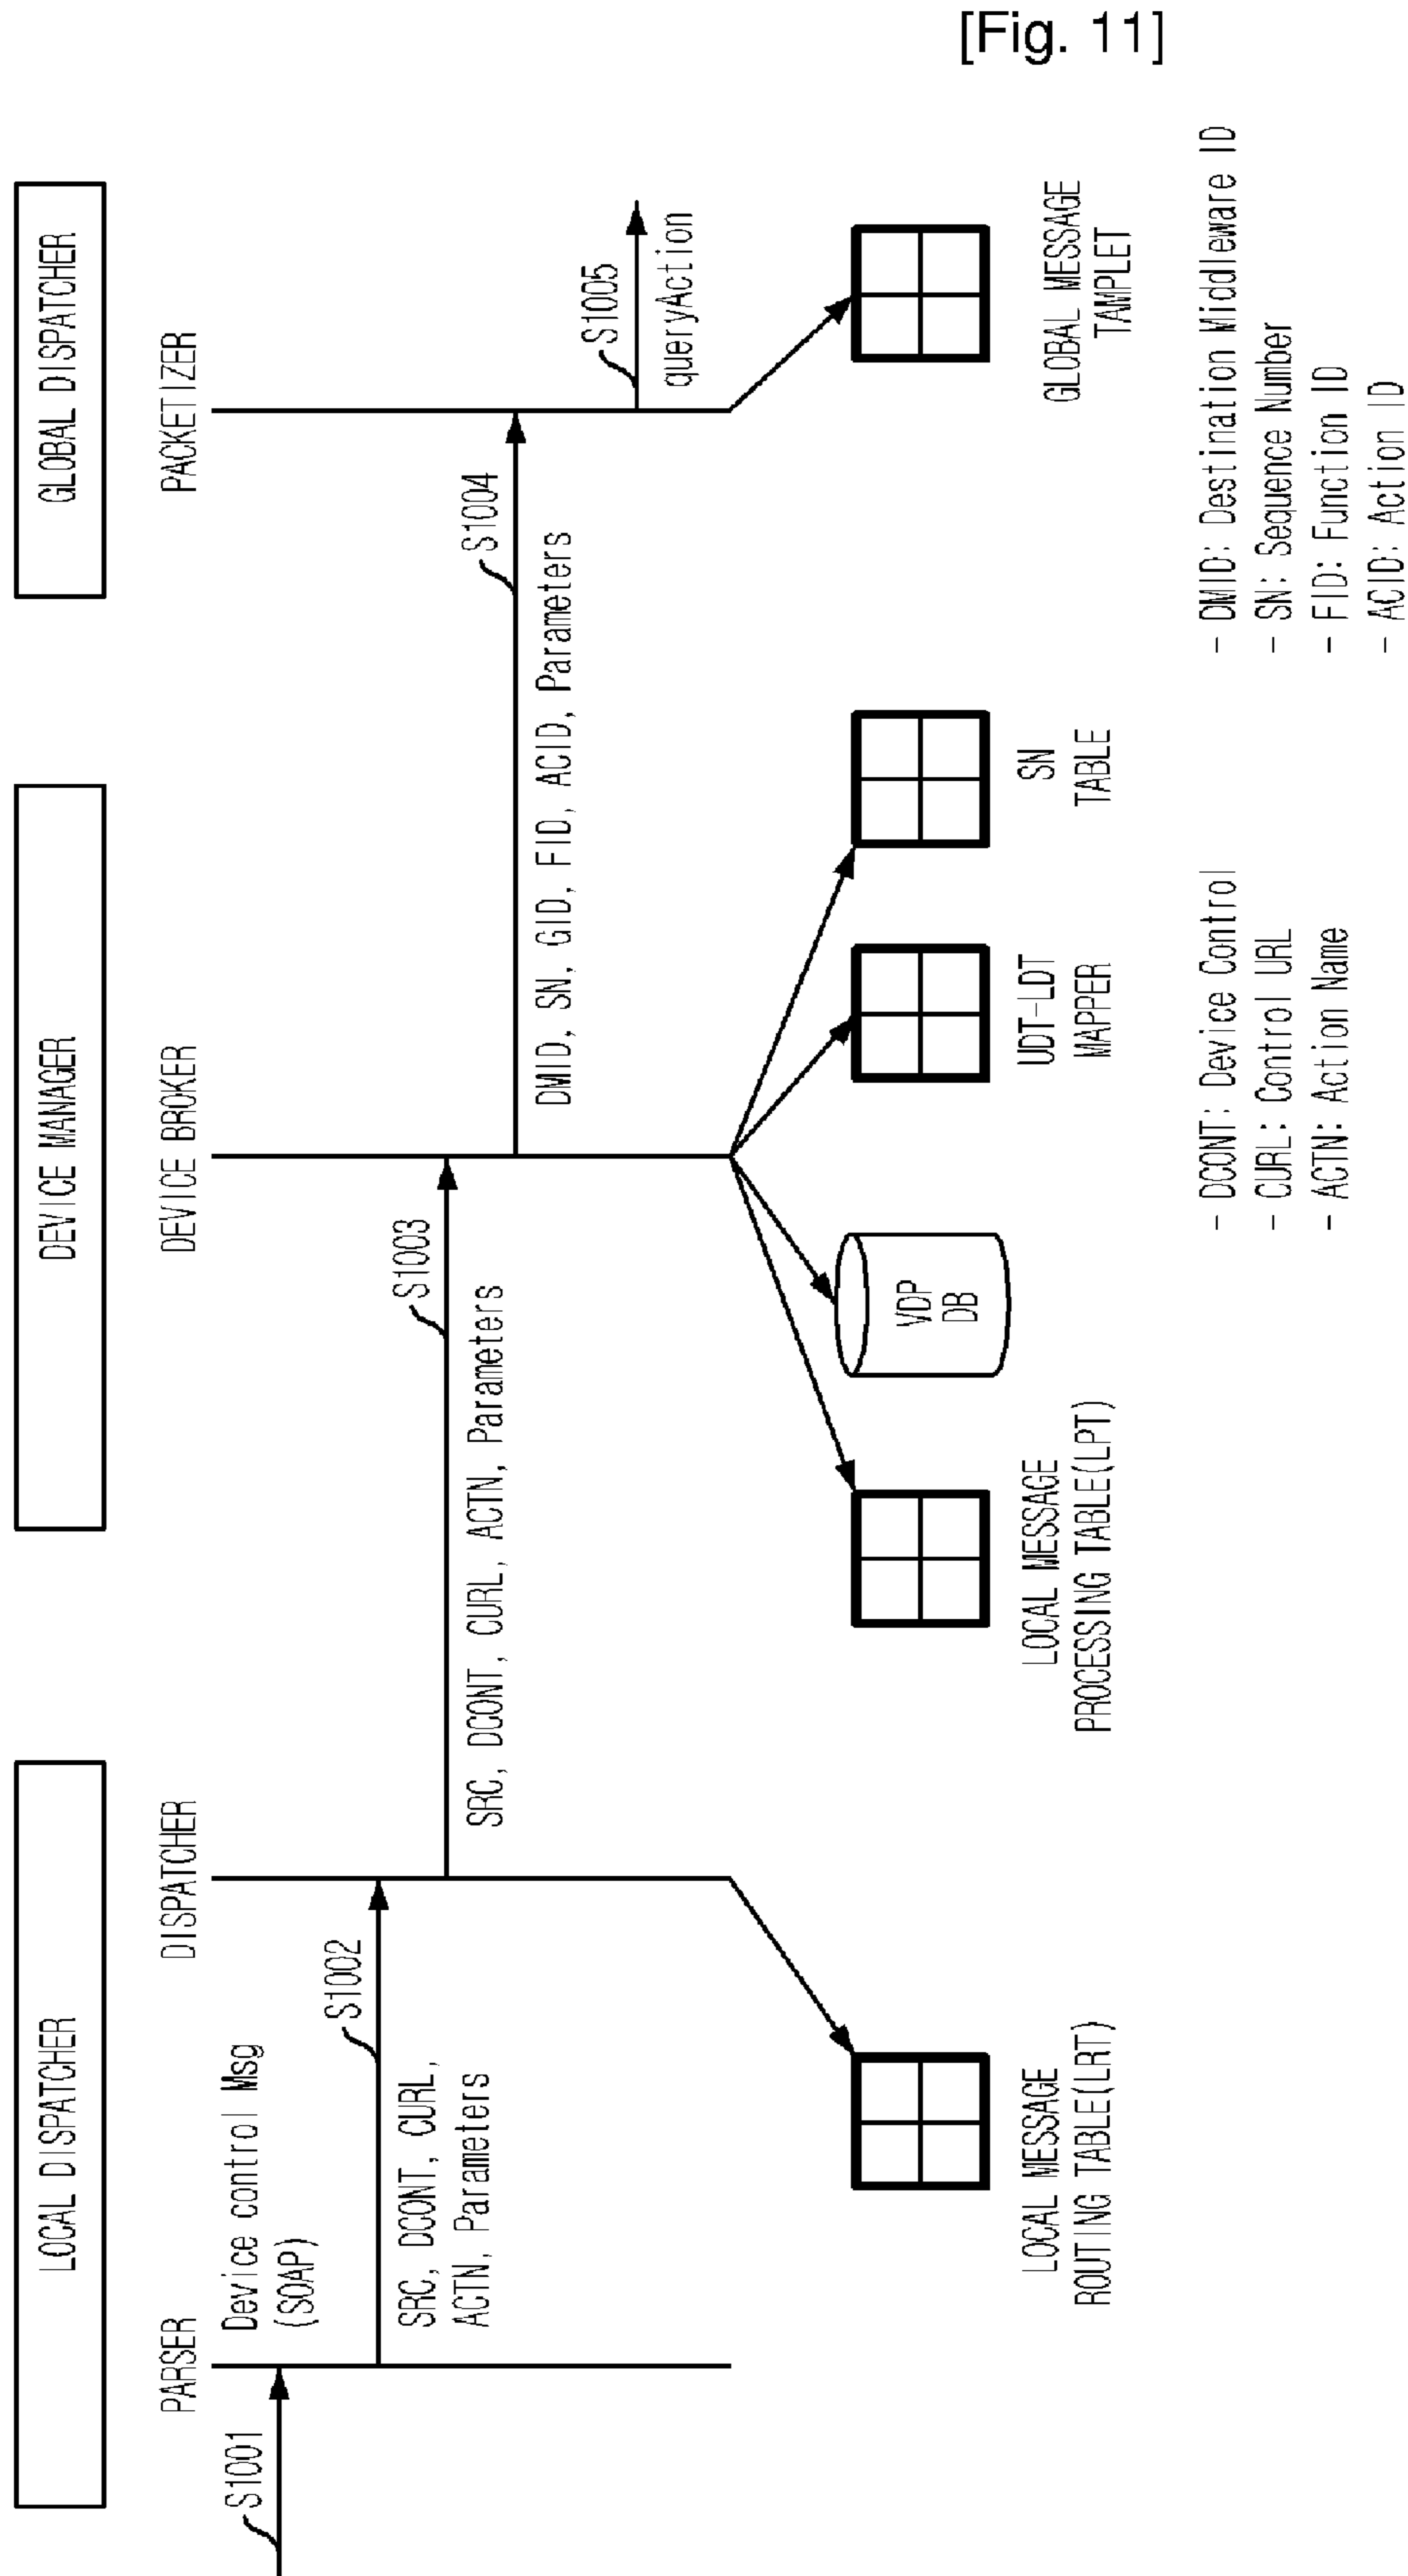 [Fig. 11]
LOCAL DISPATCHER
DEVICE MANAGER
GLOBAL DISPATCHER
PARSER
DISPATCHER
DEVICE BROKER
PACKETIZER
S1001
Device control Msg
(SOAP)
S1002
SRC, DCONT, CURL,
ACTN, Parameters
S1003
SRC, DCONT, CURL, ACTN, Parameters
S1004
DMID, SN, GID, FID, ACID, Parameters
S1005
queryAction
LOCAL MESSAGE
ROUTING TABLE(LRT)
LOCAL MESSAGE
PROCESSING TABLE(LPT)
VDP
DB
UDT-LDT
MAPPER
SN
TABLE
GLOBAL MESSAGE
TAMPLET
- DCONT: Device Control
- CURL: Control URL
- ACTN: Action Name
- DMID: Destination Middleware ID
- SN: Sequence Number
- FID: Function ID
- ACID: Action ID